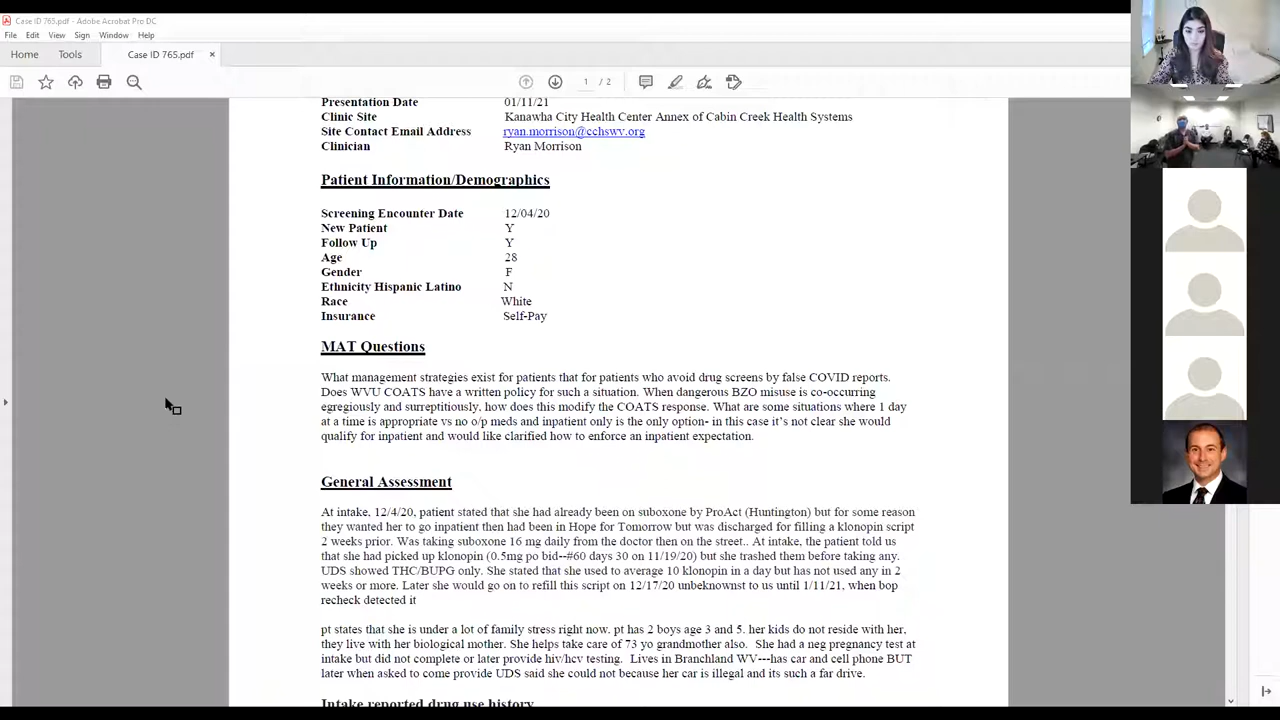 Case ID 765.pdf - Adobe Acrobat Pro DC
File Edit View Sign Window Help
Home Tools Case ID 765.pdf ×
1 / 2
Presentation Date 01/11/21
Clinic Site Kanawha City Health Center Annex of Cabin Creek Health Systems
Site Contact Email Address ryan.morrison@cchswv.org
Clinician Ryan Morrison
Patient Information/Demographics
Screening Encounter Date 12/04/20
New Patient Y
Follow Up Y
Age 28
Gender F
Ethnicity Hispanic Latino N
Race White
Insurance Self-Pay
MAT Questions
What management strategies exist for patients that for patients who avoid drug screens by false COVID reports.
Does WVU COATS have a written policy for such a situation. When dangerous BZO misuse is co-occurring
egregiously and surreptitiously, how does this modify the COATS response. What are some situations where 1 day
at a time is appropriate vs no o/p meds and inpatient only is the only option- in this case it's not clear she would
qualify for inpatient and would like clarified how to enforce an inpatient expectation.
General Assessment
At intake, 12/4/20, patient stated that she had already been on suboxone by ProAct (Huntington) but for some reason
they wanted her to go inpatient then had been in Hope for Tomorrow but was discharged for filling a klonopin script
2 weeks prior. Was taking suboxone 16 mg daily from the doctor then on the street.. At intake, the patient told us
that she had picked up klonopin (0.5mg po bid--#60 days 30 on 11/19/20) but she trashed them before taking any.
UDS showed THC/BUPG only. She stated that she used to average 10 klonopin in a day but has not used any in 2
weeks or more. Later she would go on to refill this script on 12/17/20 unbeknownst to us until 1/11/21, when bop
recheck detected it
pt states that she is under a lot of family stress right now. pt has 2 boys age 3 and 5. her kids do not reside with her,
they live with her biological mother. She helps take care of 73 yo grandmother also. She had a neg pregnancy test at
intake but did not complete or later provide hiv/hcv testing. Lives in Branchland WV---has car and cell phone BUT
later when asked to come provide UDS said she could not because her car is illegal and its such a far drive.
Intake reported drug use history